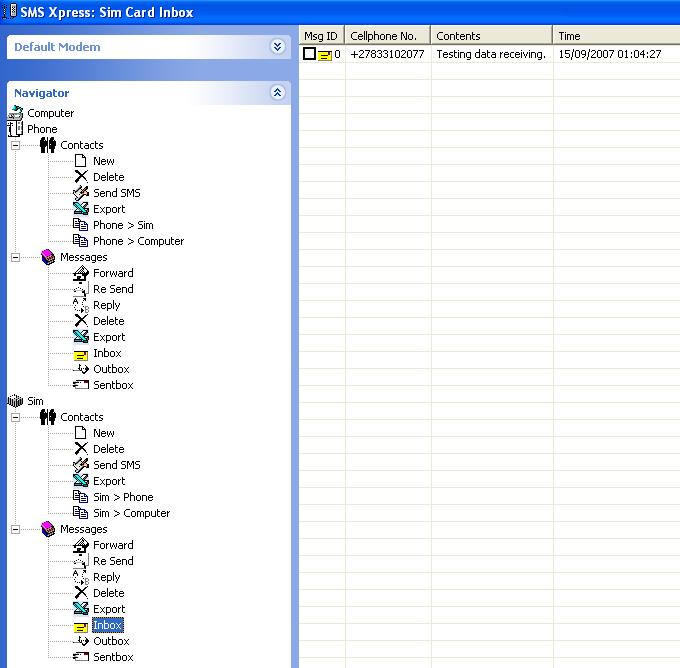 SMS Xpress: Sim Card Inbox
Default Modem
Navigator
Computer
Phone
Contacts
New
Delete
Send SMS
Export
Phone > Sim
Phone > Computer
Messages
Forward
Re Send
Reply
Delete
Export
Inbox
Outbox
Sentbox
Sim
Contacts
New
Delete
Send SMS
Export
Sim > Phone
Sim > Computer
Messages
Forward
Re Send
Reply
Delete
Export
Inbox
Outbox
Sentbox
Msg ID Cellphone No. Contents Time
0 +27833102077 Testing data receiving. 15/09/2007 01:04:27